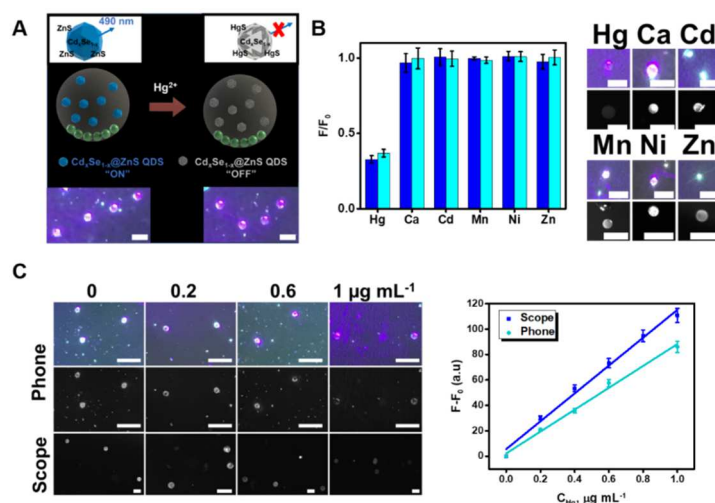 A
ZnS
490 nm
CdxSe1-x
ZnS
ZnS
HgS
HgS
HgS
Hg2+
CdxSe1-x@ZnS QDS
"ON"
CdxSe1-x@ZnS QDS
"OFF"
B
F/F0
1.0
0.5
0.0
Hg Ca Cd Mn Ni Zn
Hg Ca Cd
Mn Ni Zn
C
0 0.2 0.6 1 µg mL-1
Phone
Scope
Scope
Phone
F-F0 (a.u)
120
100
80
60
40
20
0
0.0 0.2 0.4 0.6 0.8 1.0
CHg, µg mL-1